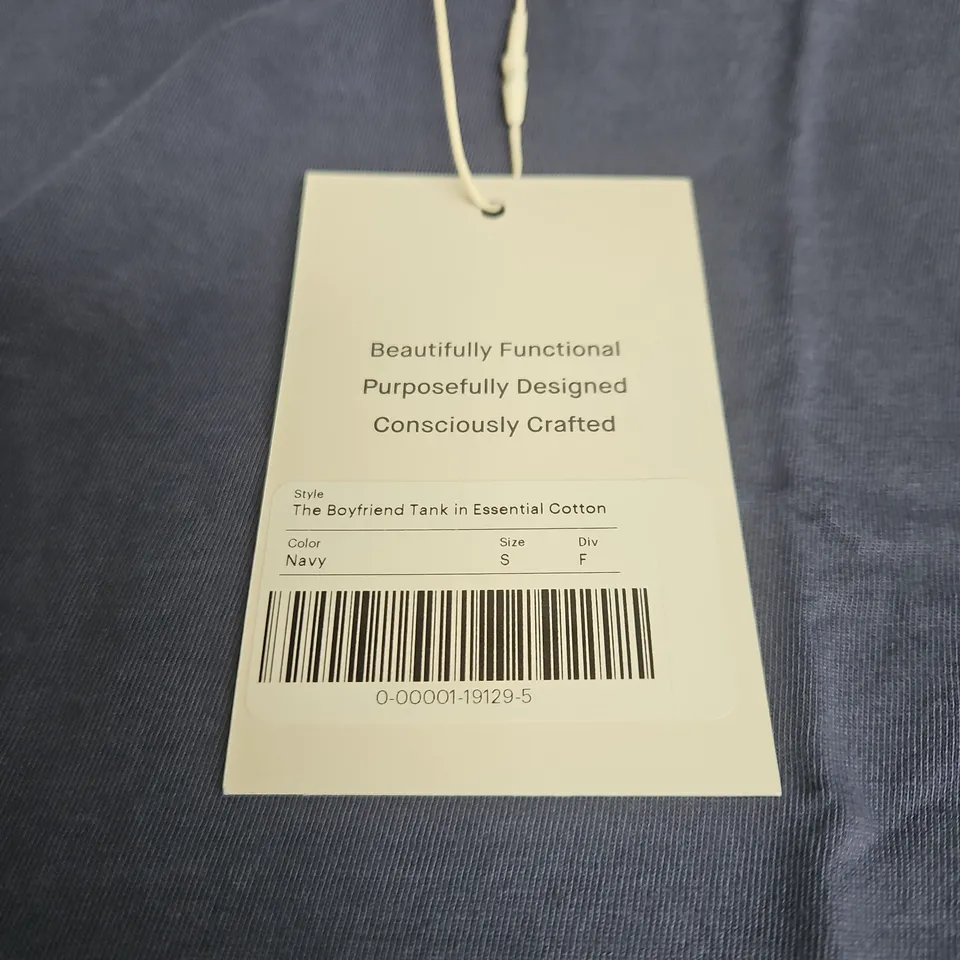 Beautifully Functional
Purposefully Designed
Consciously Crafted
Style
The Boyfriend Tank in Essential Cotton
Color Size Div
Navy S F
0-00001-19129-5